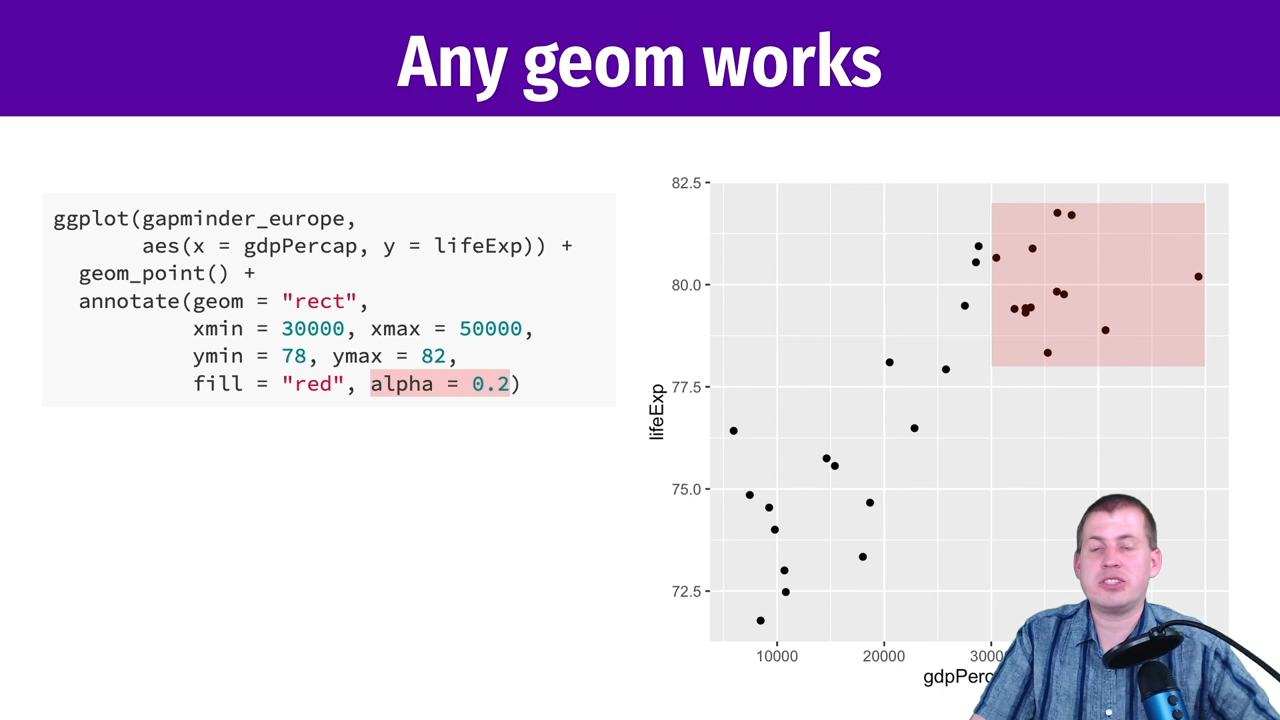 Any geom works
ggplot(gapminder_europe,
aes(x = gdpPercap, y = lifeExp)) +
geom_point() +
annotate(geom = "rect",
xmin = 30000, xmax = 50000,
ymin = 78, ymax = 82,
fill = "red", alpha = 0.2)
82.5
80.0
77.5
75.0
72.5
lifeExp
10000 20000